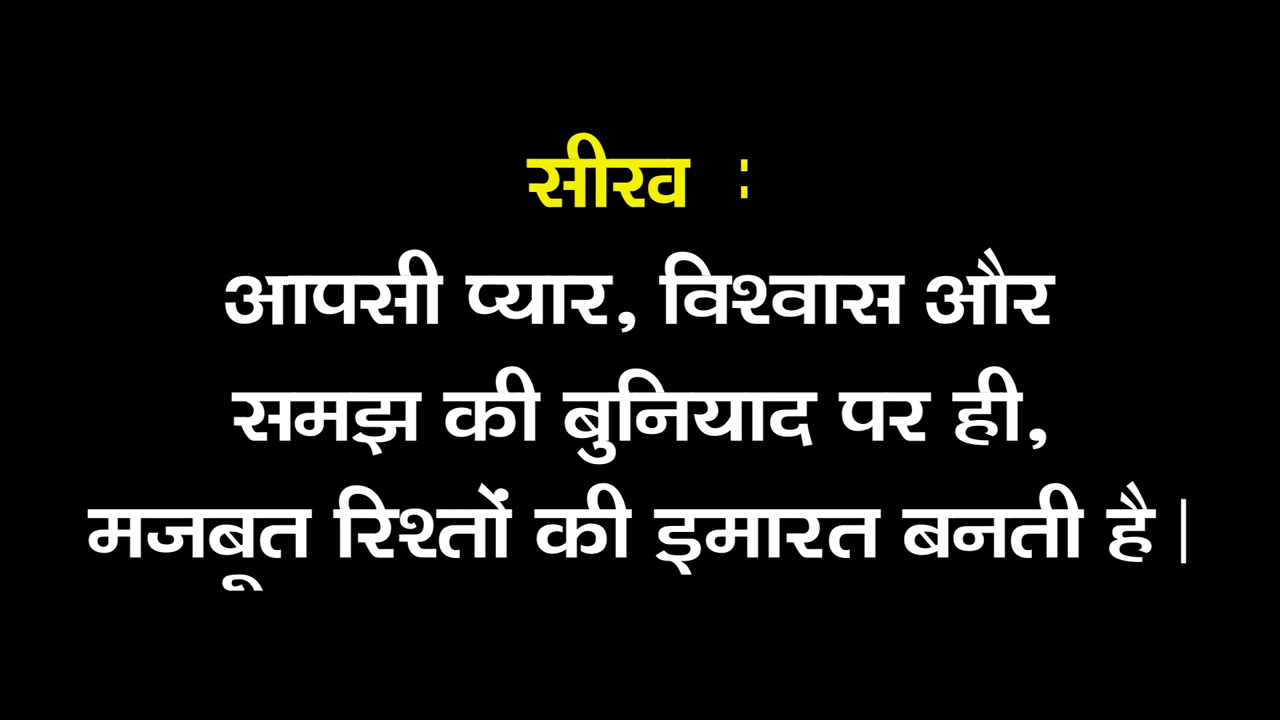 सीख :
आपसी प्यार, विश्वास और
समझ की बुनियाद पर ही,
मजबूत रिश्तों की इमारत बनती है |